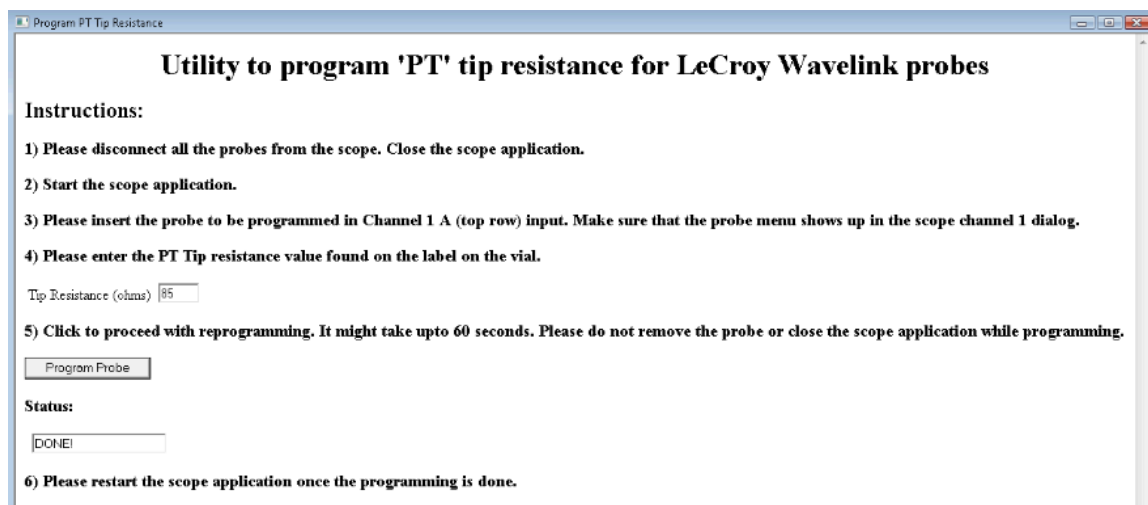 Program PT Tip Resistance
Utility to program 'PT' tip resistance for LeCroy Wavelink probes
Instructions:
1) Please disconnect all the probes from the scope. Close the scope application.
2) Start the scope application.
3) Please insert the probe to be programmed in Channel 1 A (top row) input. Make sure that the probe menu shows up in the scope channel 1 dialog.
4) Please enter the PT Tip resistance value found on the label on the vial.
Tip Resistance (ohms) 85
5) Click to proceed with reprogramming. It might take upto 60 seconds. Please do not remove the probe or close the scope application while programming.
Program Probe
Status:
DONE!
6) Please restart the scope application once the programming is done.